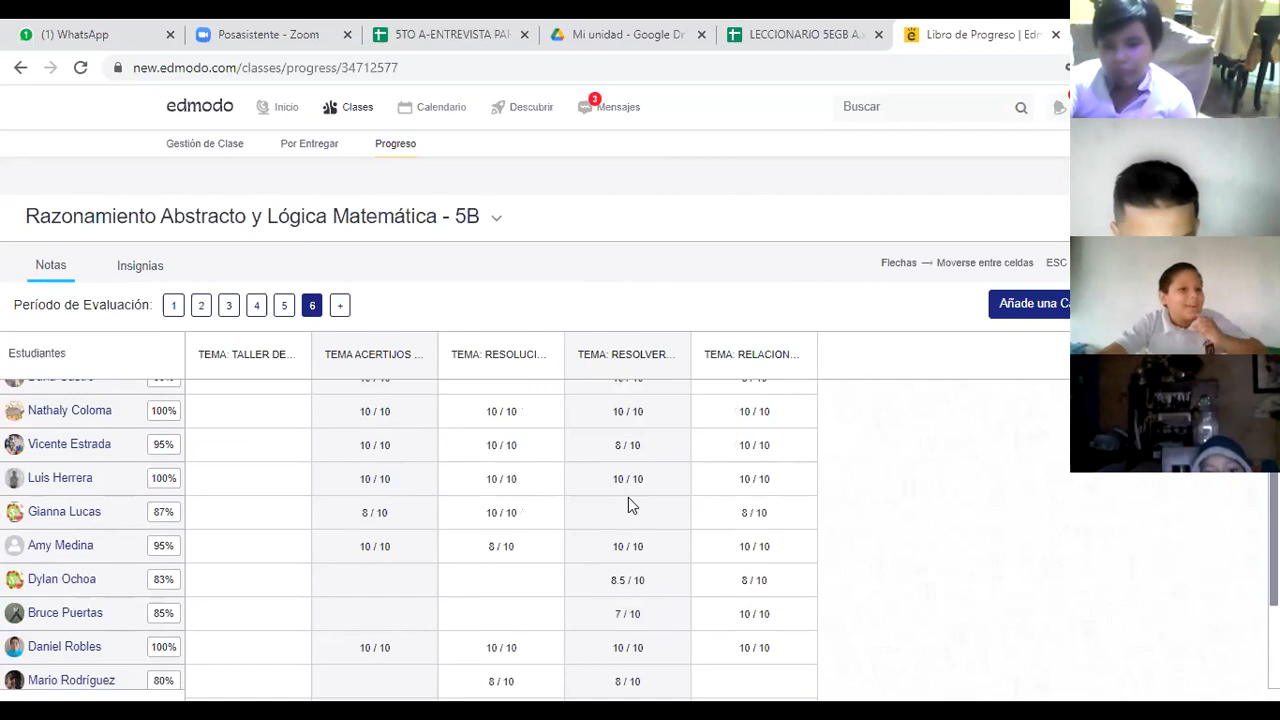 (1) WhatsApp
Posasistente - Zoom
5TO A-ENTREVISTA PAR
Mi unidad - Google Dr
LECCIONARIO 5EGB A
Libro de Progreso | Edm
new.edmodo.com/classes/progress/34712577
edmodo Inicio Clases Calendario Descubrir 3 Mensajes Buscar
Gestión de Clase Por Entregar Progreso
Razonamiento Abstracto y Lógica Matemática - 5B
Notas Insignias Flechas → Moverse entre celdas ESC
Período de Evaluación: 1 2 3 4 5 6 + Añade una Ca
Estudiantes TEMA: TALLER DE... TEMA ACERTIJOS ... TEMA: RESOLUCI... TEMA: RESOLVER... TEMA: RELACION...
Nathaly Coloma 100% 10 / 10 10 / 10 10 / 10 10 / 10
Vicente Estrada 95% 10 / 10 10 / 10 8 / 10 10 / 10
Luis Herrera 100% 10 / 10 10 / 10 10 / 10 10 / 10
Gianna Lucas 87% 8 / 10 10 / 10 8 / 10
Amy Medina 95% 10 / 10 8 / 10 10 / 10 10 / 10
Dylan Ochoa 83% 8.5 / 10 8 / 10
Bruce Puertas 85% 7 / 10 10 / 10
Daniel Robles 100% 10 / 10 10 / 10 10 / 10 10 / 10
Mario Rodríguez 80% 8 / 10 8 / 10